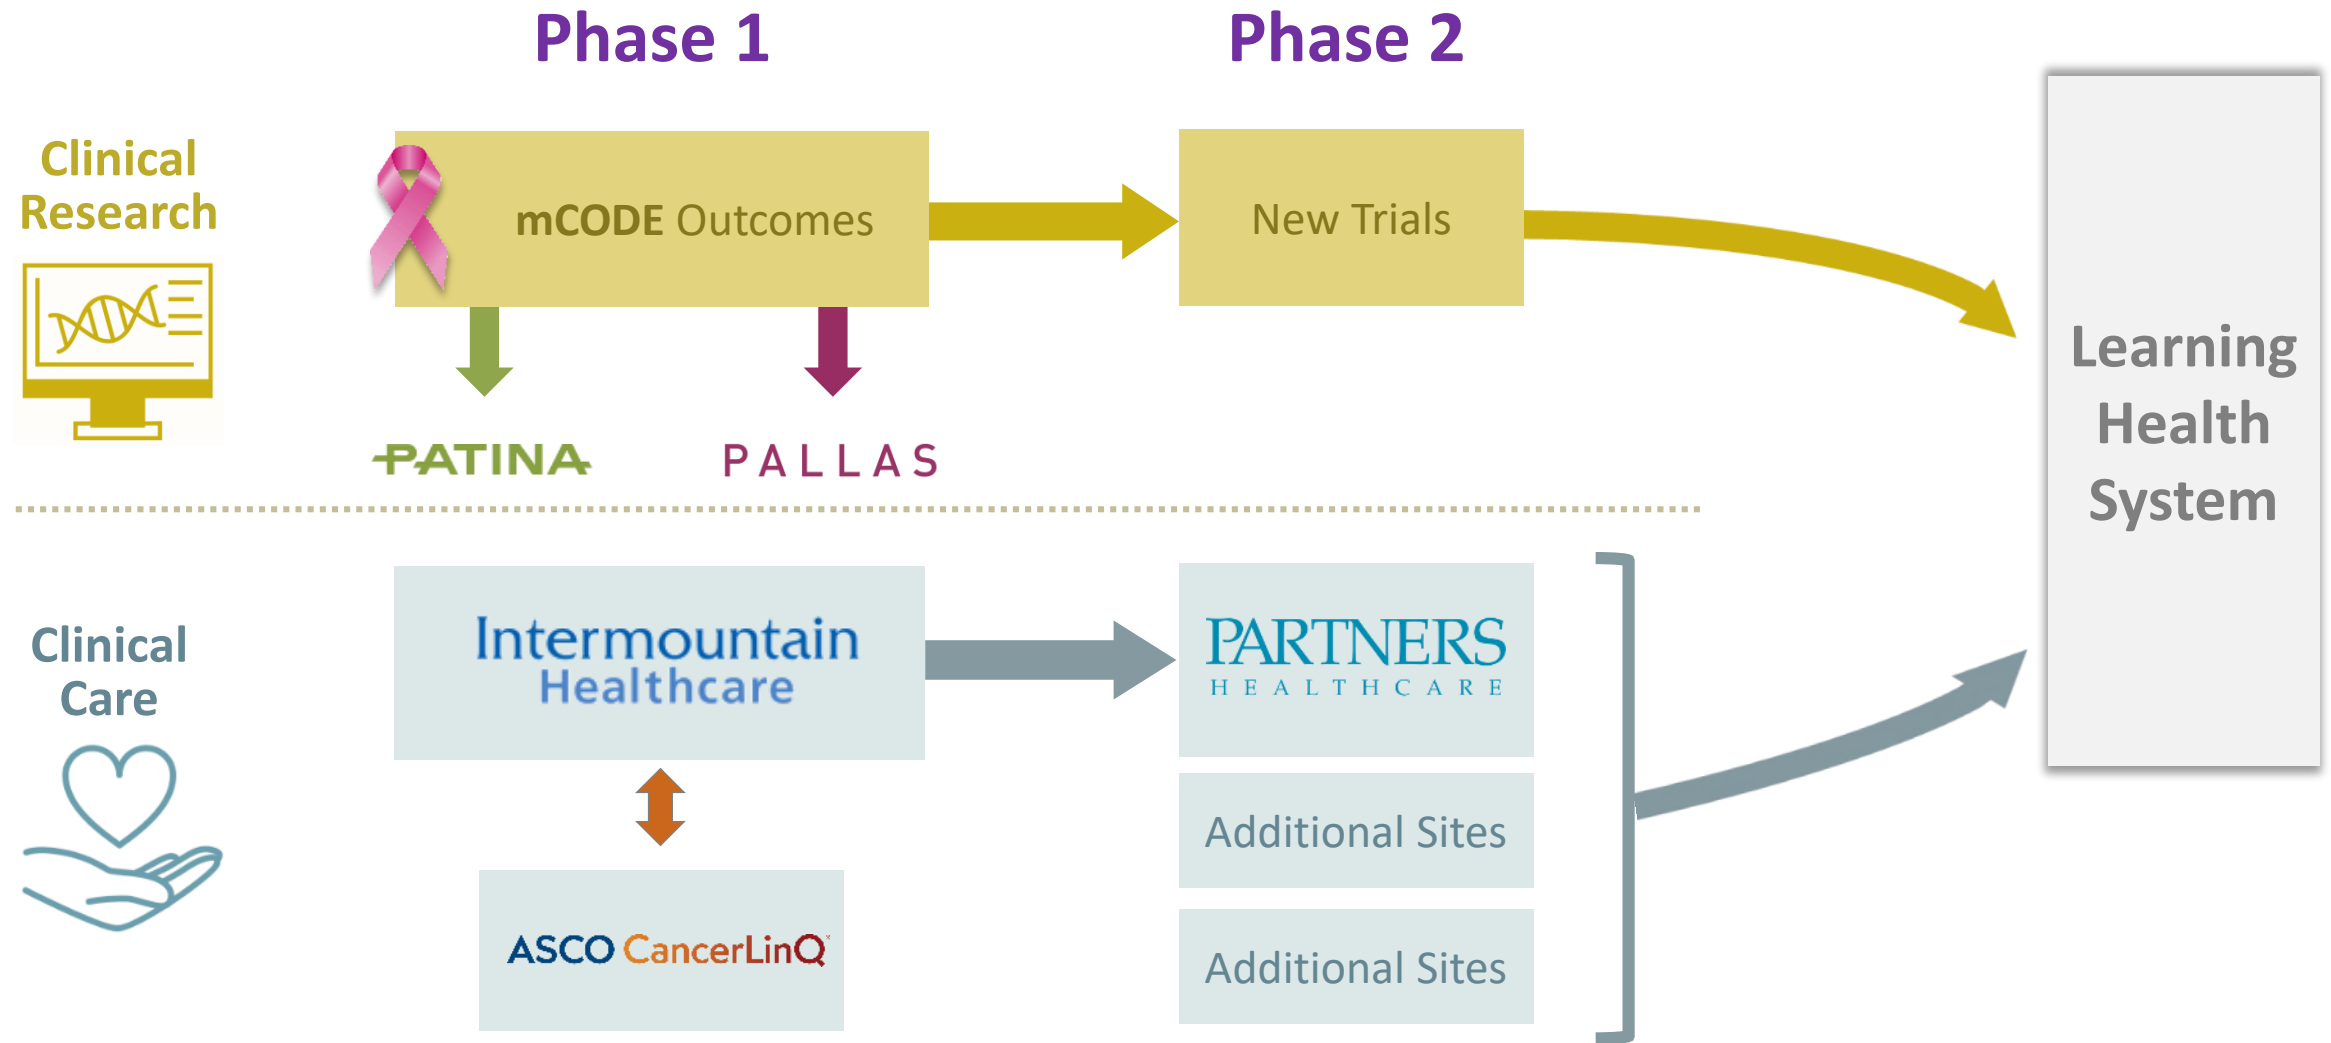 Phase 1
Phase 2
Clinical
Research
mCODE Outcomes
New Trials
PATINA
PALLAS
Learning
Health
System
Clinical
Care
Intermountain
Healthcare
PARTNERS
HEALTHCARE
Additional Sites
ASCO CancerLinQ
Additional Sites